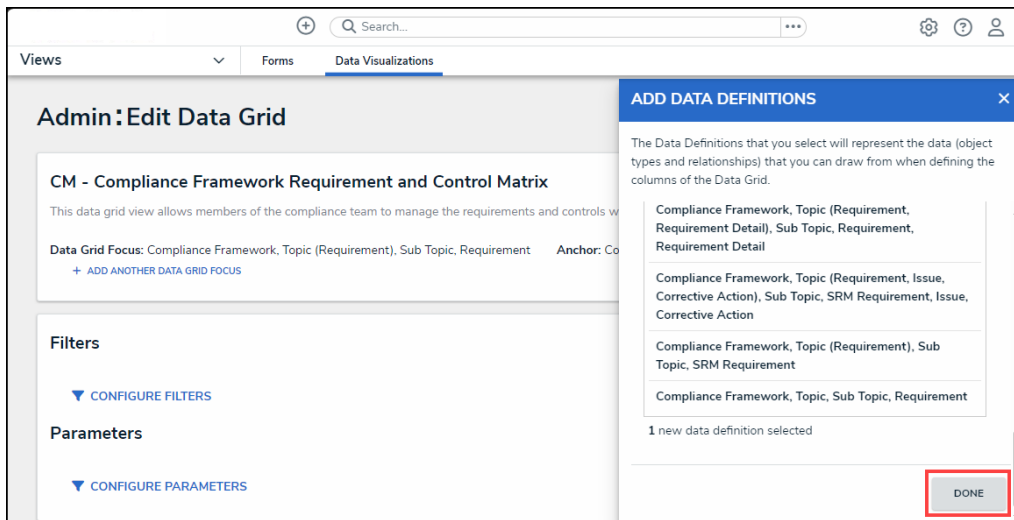 Search...
Views
Forms
Data Visualizations
Admin:Edit Data Grid
CM - Compliance Framework Requirement and Control Matrix
This data grid view allows members of the compliance team to manage the requirements and controls w
Data Grid Focus: Compliance Framework, Topic (Requirement), Sub Topic, Requirement Anchor: Co
+ ADD ANOTHER DATA GRID FOCUS
Filters
CONFIGURE FILTERS
Parameters
CONFIGURE PARAMETERS
ADD DATA DEFINITIONS
The Data Definitions that you select will represent the data (object
types and relationships) that you can draw from when defining the
columns of the Data Grid.
Compliance Framework, Topic (Requirement,
Requirement Detail), Sub Topic, Requirement,
Requirement Detail
Compliance Framework, Topic (Requirement, Issue,
Corrective Action), Sub Topic, SRM Requirement, Issue,
Corrective Action
Compliance Framework, Topic (Requirement), Sub
Topic, SRM Requirement
Compliance Framework, Topic, Sub Topic, Requirement
1 new data definition selected
DONE